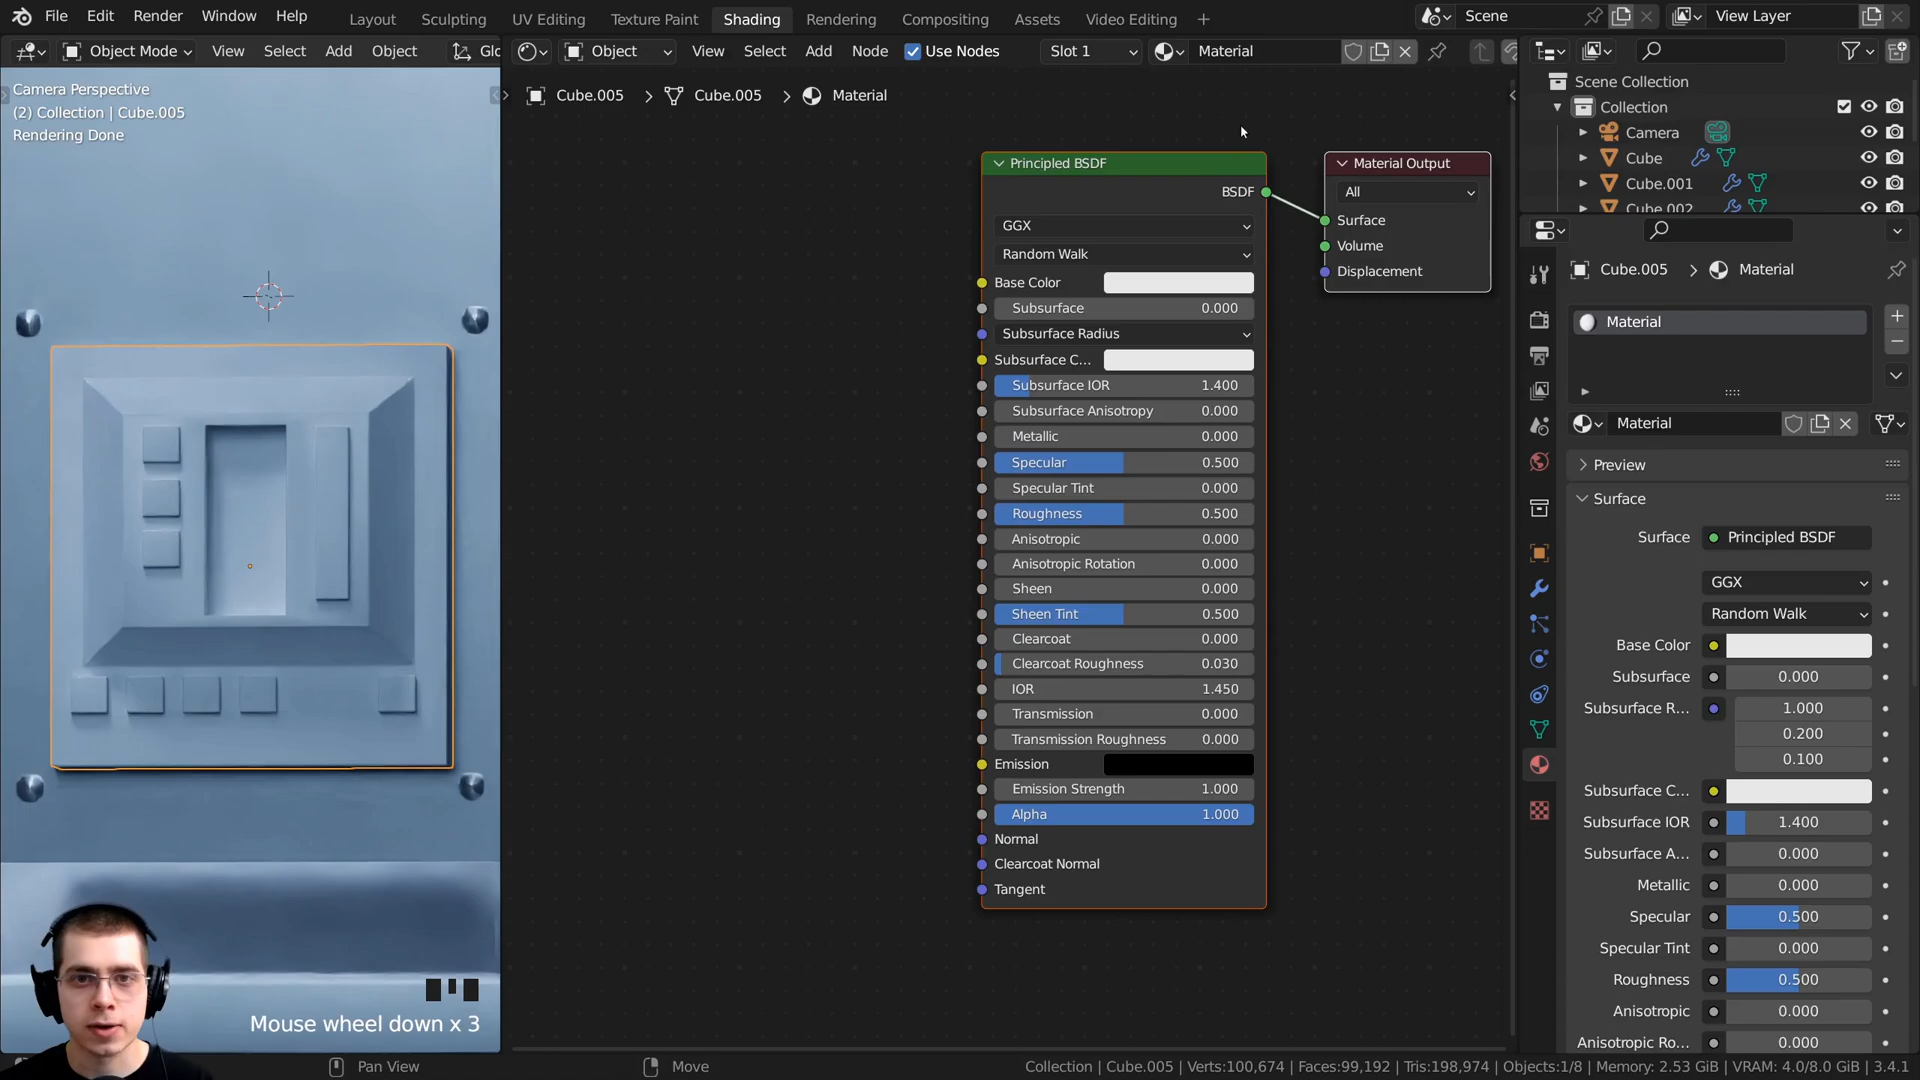 File Edit Render Window Help
Layout Sculpting UV Editing Texture Paint Shading Rendering Compositing Assets Video Editing
Scene
View Layer
Object Mode View Select Add Object Glo
Object View Select Add Node Use Nodes Slot 1 Material
Camera Perspective
(2) Collection | Cube.005
Rendering Done
Cube.005 > Cube.005 > Material
Principled BSDF
BSDF
GGX
Random Walk
Base Color
Subsurface 0.000
Subsurface Radius
Subsurface C...
Subsurface IOR 1.400
Subsurface Anisotropy 0.000
Metallic 0.000
Specular 0.500
Specular Tint 0.000
Roughness 0.500
Anisotropic 0.000
Anisotropic Rotation 0.000
Sheen 0.000
Sheen Tint 0.500
Clearcoat 0.000
Clearcoat Roughness 0.030
IOR 1.450
Transmission 0.000
Transmission Roughness 0.000
Emission
Emission Strength 1.000
Alpha 1.000
Normal
Clearcoat Normal
Tangent
Material Output
All
Surface
Volume
Displacement
Scene Collection
Collection
Camera
Cube
Cube.001
Cube.002
Cube.005 > Material
Material
Material
Preview
Surface
Surface Principled BSDF
GGX
Random Walk
Base Color
Subsurface 0.000
Subsurface R... 1.000
0.200
0.100
Subsurface C...
Subsurface IOR 1.400
Subsurface A... 0.000
Metallic 0.000
Specular 0.500
Specular Tint 0.000
Roughness 0.500
Anisotropic 0.000
Anisotropic Ro... 0.000
Mouse wheel down x 3
Pan View
Move
Collection | Cube.005 | Verts:100,674 | Faces:99,192 | Tris:198,974 | Objects:1/8 | Memory: 2.53 GiB | VRAM: 4.0/8.0 GiB | 3.4.1